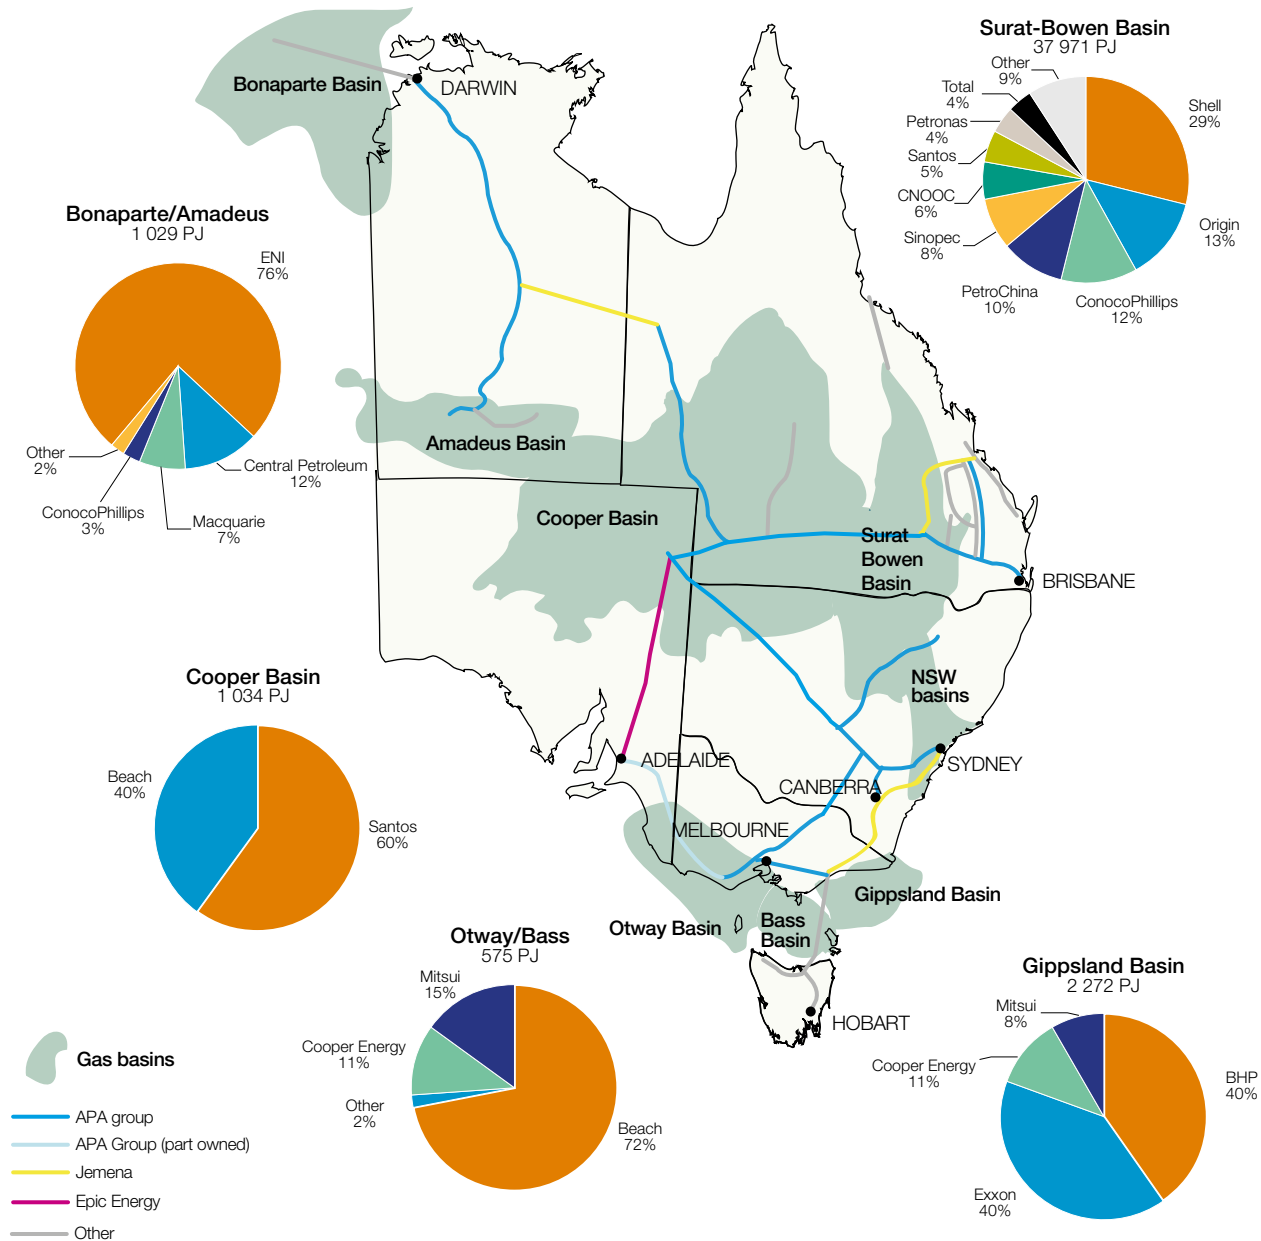 Surat-Bowen Basin
37 971 PJ
Other
9%
Total
4%
Petronas
4%
Santos
5%
CNOOC
6%
Sinopec
8%
PetroChina
10%
ConocoPhillips
12%
Origin
13%
Shell
29%
Bonaparte Basin
DARWIN
Bonaparte/Amadeus
1 029 PJ
ENI
76%
Other
2%
ConocoPhillips
3%
Macquarie
7%
Central Petroleum
12%
Amadeus Basin
Cooper Basin
Surat
Bowen
Basin
BRISBANE
NSW
basins
SYDNEY
CANBERRA
ADELAIDE
MELBOURNE
Gippsland Basin
Otway Basin
Bass
Basin
HOBART
Cooper Basin
1 034 PJ
Beach
40%
Santos
60%
Otway/Bass
575 PJ
Mitsui
15%
Cooper Energy
11%
Other
2%
Beach
72%
Gippsland Basin
2 272 PJ
Mitsui
8%
Cooper Energy
11%
BHP
40%
Exxon
40%
Gas basins
APA group
APA Group (part owned)
Jemena
Epic Energy
Other